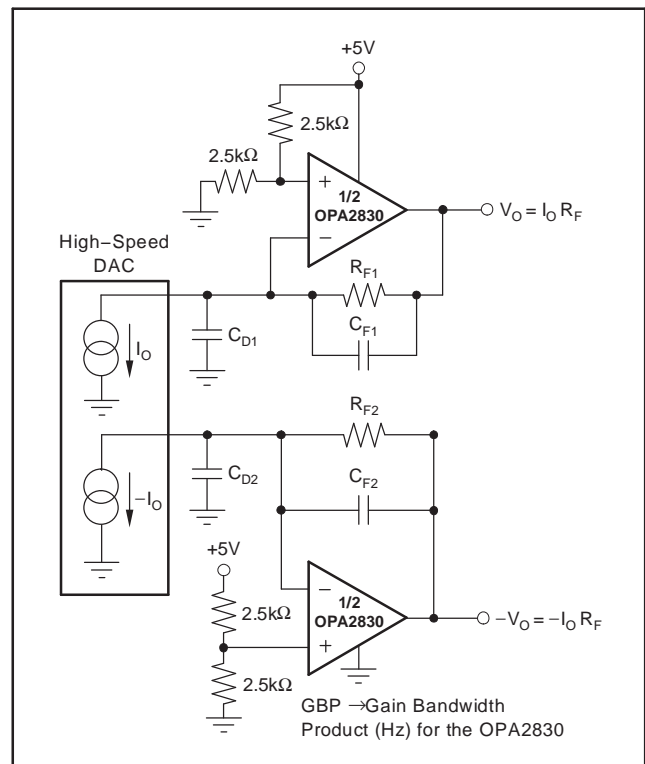 +5V
2.5kΩ
2.5kΩ
+
1/2
OPA2830
−
V_O = I_O R_F
High−Speed
DAC
R_F1
C_F1
C_D1
I_O
R_F2
C_D2
C_F2
−I_O
+5V
2.5kΩ
−
1/2
OPA2830
+
−V_O = −I_O R_F
2.5kΩ
GBP →Gain Bandwidth
Product (Hz) for the OPA2830